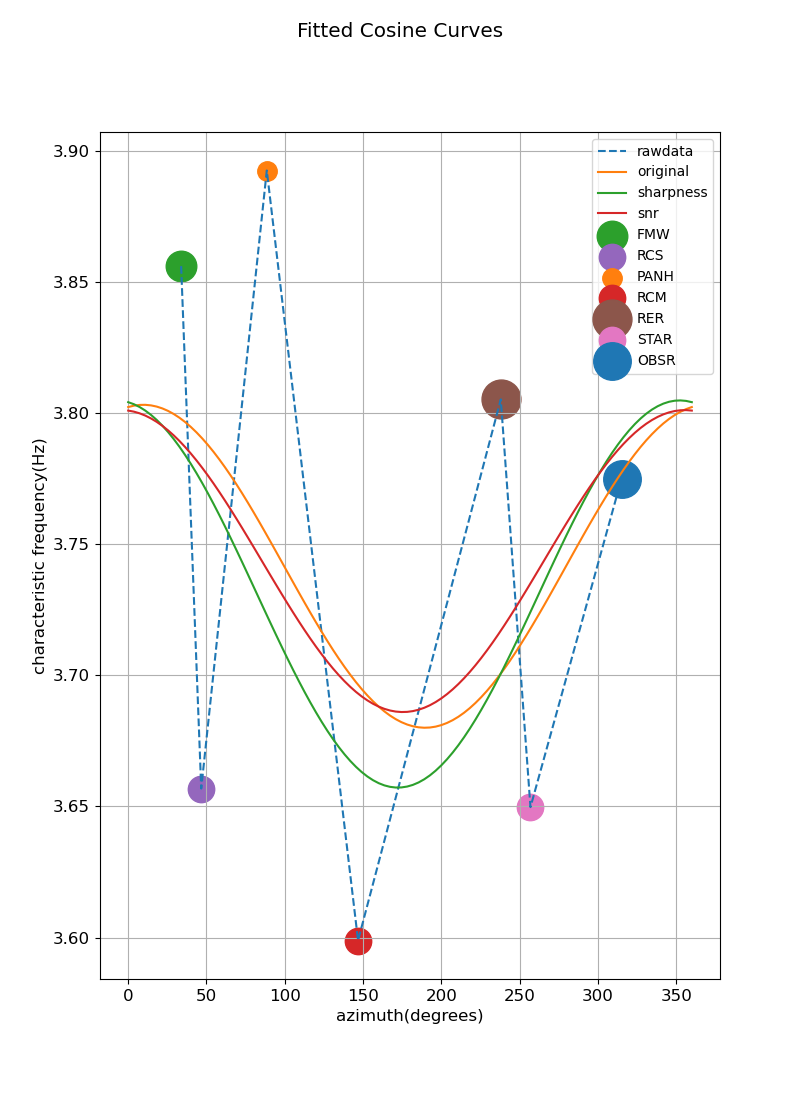 Fitted Cosine Curves
3.90
3.85
3.80
3.75
3.70
3.65
3.60
characteristic frequency(Hz)
rawdata
original
sharpness
snr
FMW
RCS
PANH
RCM
RER
STAR
OBSR
0 50 100 150 200 250 300 350
azimuth(degrees)